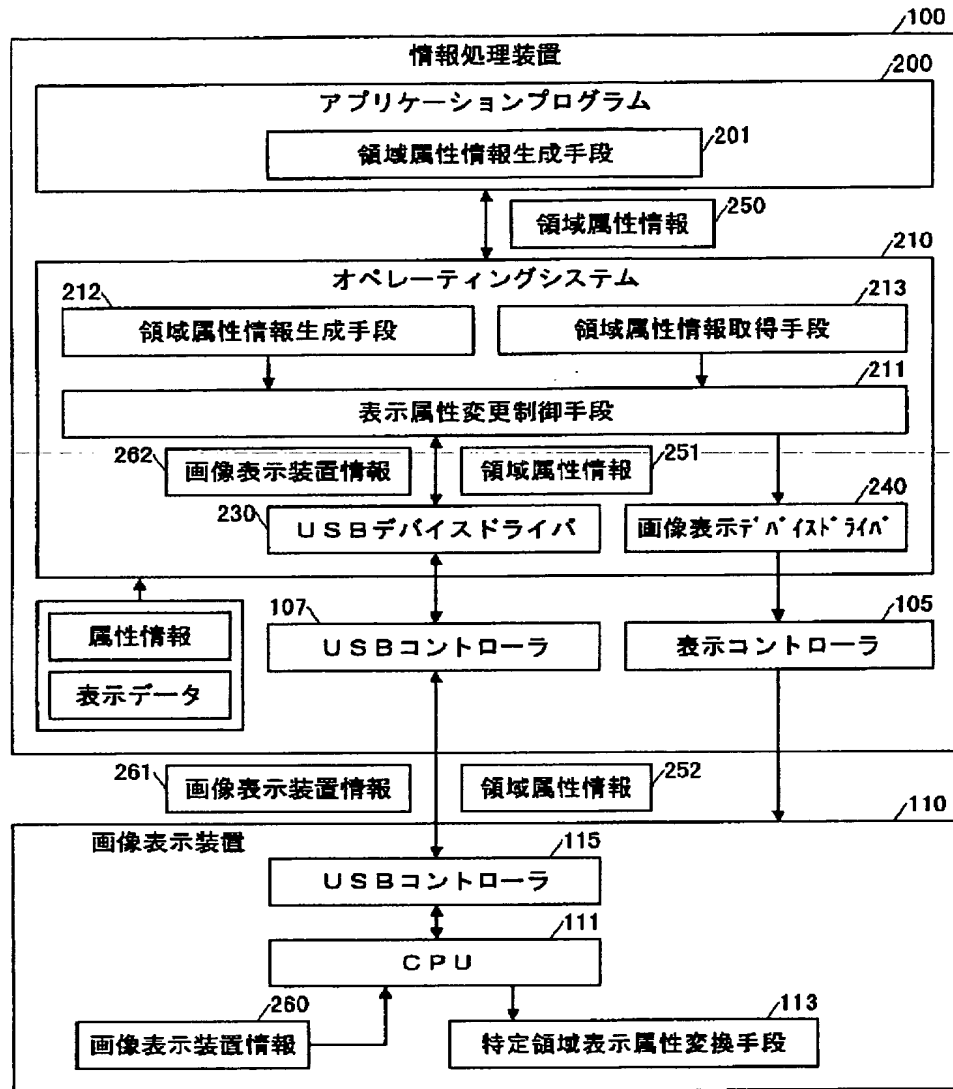 100
情報処理装置
200
アプリケーションプログラム
領域属性情報生成手段
201
領域属性情報
250
210
オペレーティングシステム
212
領域属性情報生成手段
213
領域属性情報取得手段
211
表示属性変更制御手段
262
画像表示装置情報
領域属性情報
251
230
USBデバイスドライバ
240
画像表示ﾃﾞﾊﾞｲｽﾄﾞﾗｲﾊﾞ
属性情報
表示データ
107
USBコントローラ
105
表示コントローラ
261
画像表示装置情報
領域属性情報
252
110
画像表示装置
115
USBコントローラ
111
CPU
260
画像表示装置情報
113
特定領域表示属性変換手段